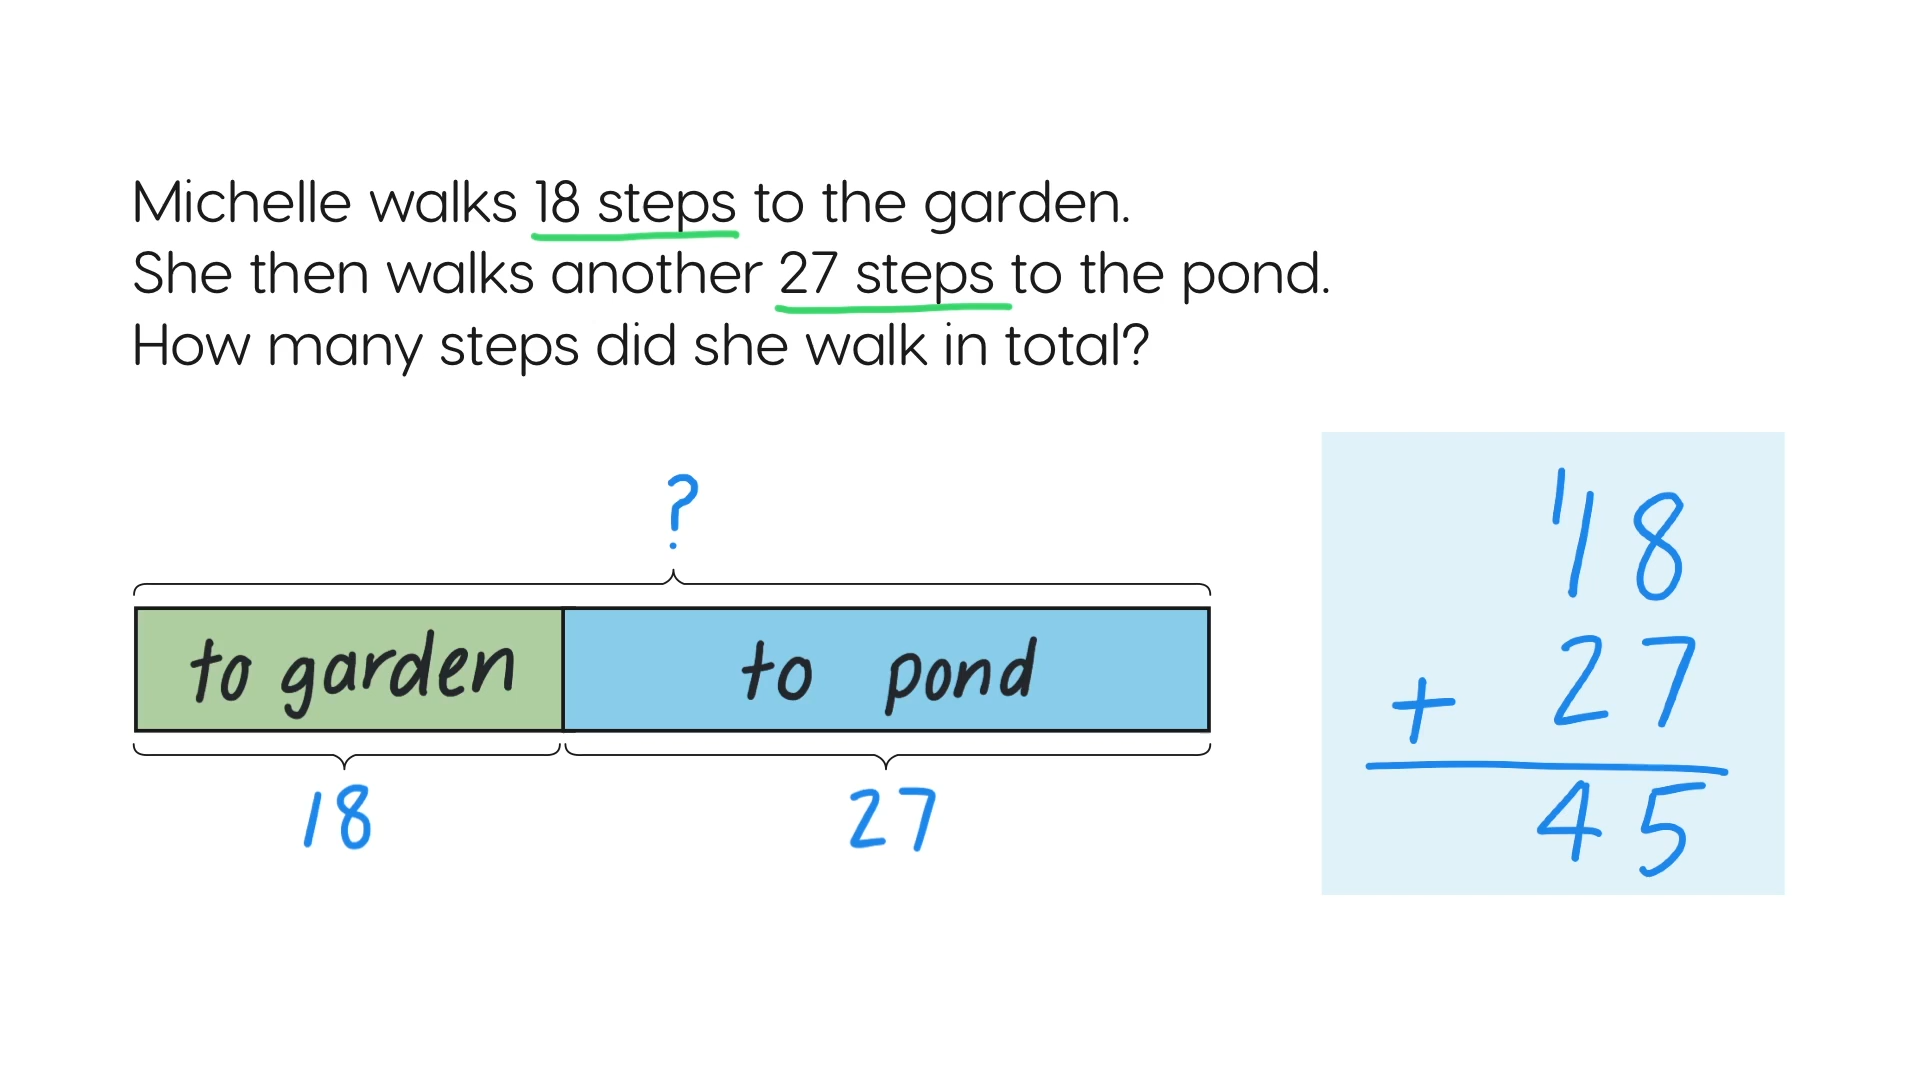 Michelle walks 18 steps to the garden.
She then walks another 27 steps to the pond.
How many steps did she walk in total?
?
to garden to pond
18 27
1
18
+ 27
45